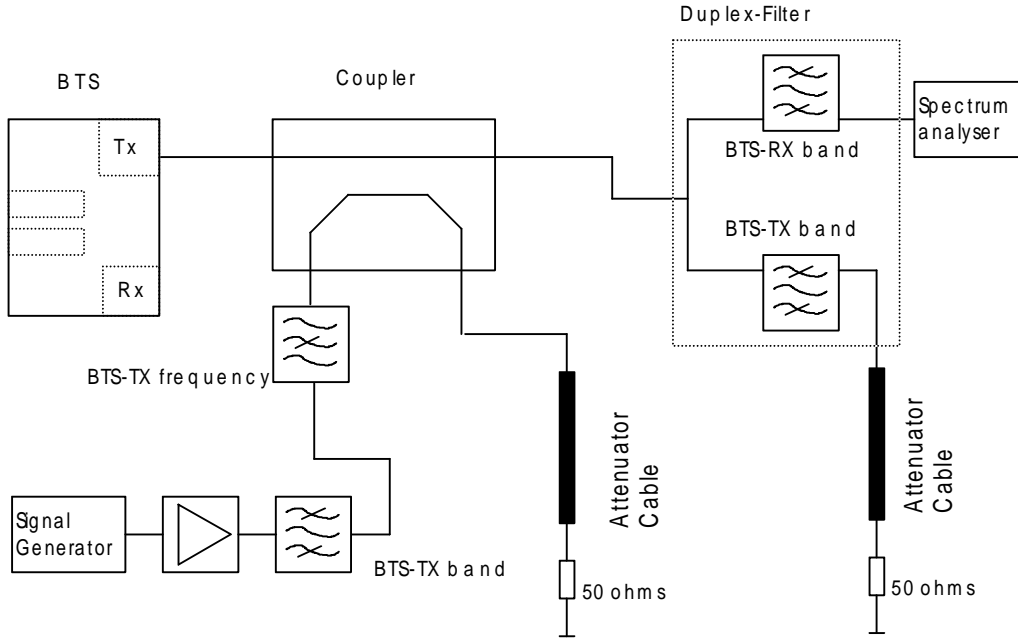 Duplex-Filter
BTS
Coupler
Tx
Spectrum
analyser
BTS-RX band
BTS-TX band
Rx
BTS-TX frequency
Attenuator
Cable
Attenuator
Cable
Signal
Generator
BTS-TX band
50 ohms
50 ohms